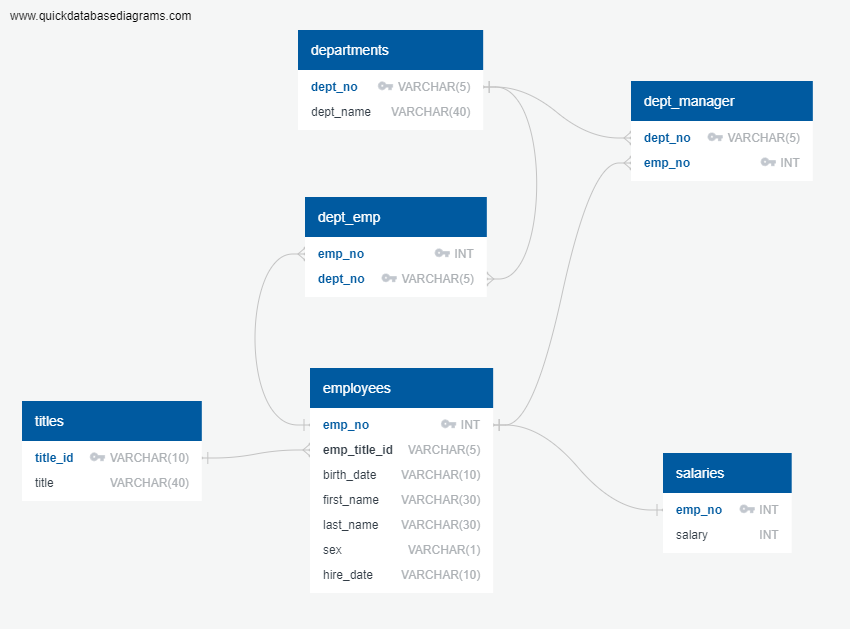 www.quickdatabasediagrams.com
departments
dept_no VARCHAR(5)
dept_name VARCHAR(40)
dept_manager
dept_no VARCHAR(5)
emp_no INT
dept_emp
emp_no INT
dept_no VARCHAR(5)
employees
emp_no INT
emp_title_id VARCHAR(5)
birth_date VARCHAR(10)
first_name VARCHAR(30)
last_name VARCHAR(30)
sex VARCHAR(1)
hire_date VARCHAR(10)
titles
title_id VARCHAR(10)
title VARCHAR(40)
salaries
emp_no INT
salary INT